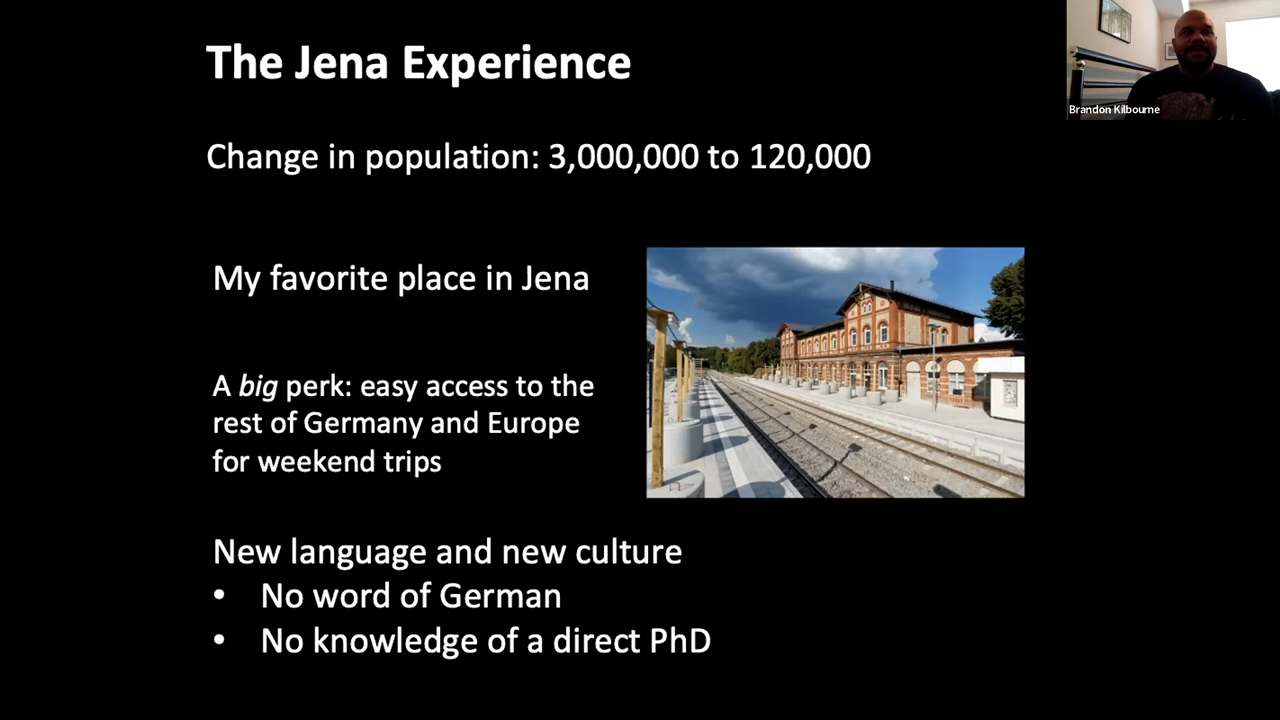 The Jena Experience
Brandon Kilbourne
Change in population: 3,000,000 to 120,000
My favorite place in Jena
A big perk: easy access to the
rest of Germany and Europe
for weekend trips
New language and new culture
• No word of German
• No knowledge of a direct PhD